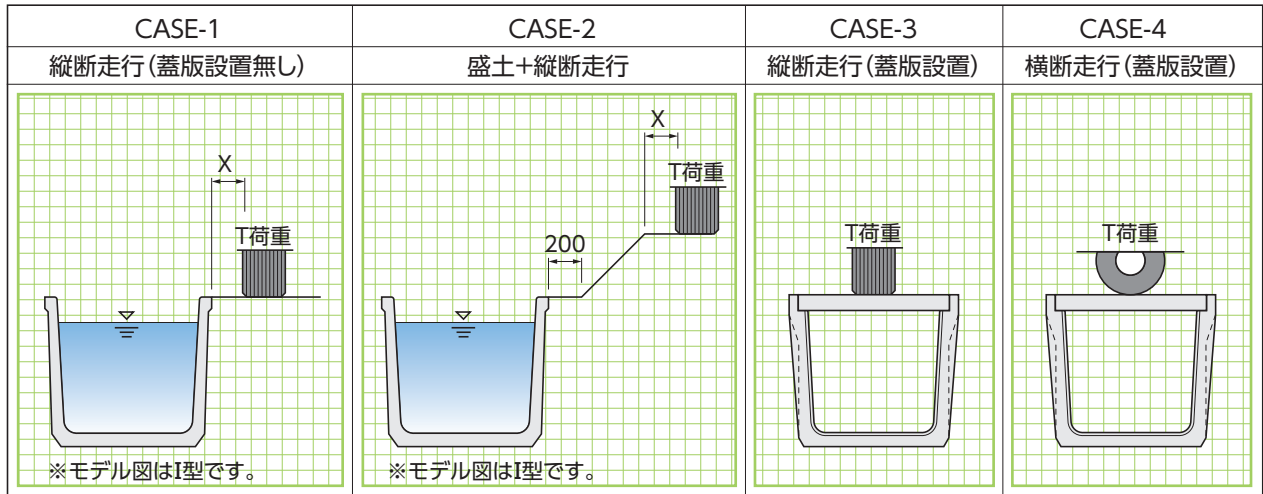 CASE-1
CASE-2
CASE-3
CASE-4
縦断走行(蓋版設置無し)
盛土+縦断走行
縦断走行(蓋版設置)
横断走行(蓋版設置)
X
T荷重
※モデル図はI型です。
X
T荷重
200
※モデル図はI型です。
T荷重
T荷重